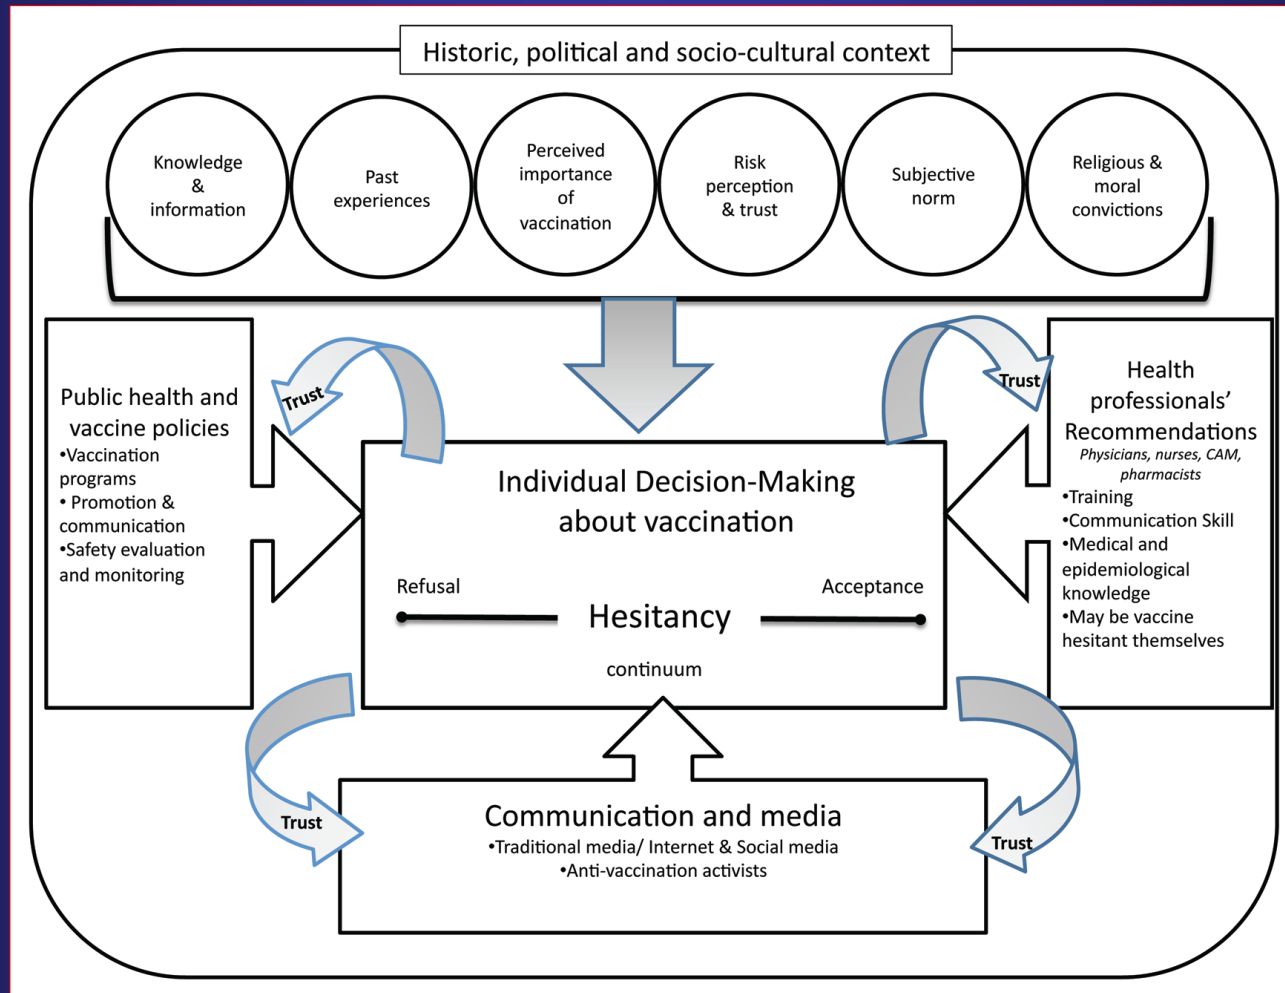 Historic, political and socio-cultural context
Knowledge
&
information
Past
experiences
Perceived
importance
of
vaccination
Risk
perception
& trust
Subjective
norm
Religious &
moral
convictions
Public health and
vaccine policies
•Vaccination
programs
• Promotion &
communication
•Safety evaluation
and monitoring
Trust
Trust
Health
professionals’
Recommendations
Physicians, nurses, CAM,
pharmacists
•Training
•Communication Skill
•Medical and
epidemiological
knowledge
•May be vaccine
hesitant themselves
Individual Decision-Making
about vaccination
Refusal
Acceptance
Hesitancy
continuum
Trust
Trust
Communication and media
•Traditional media/ Internet & Social media
•Anti-vaccination activists